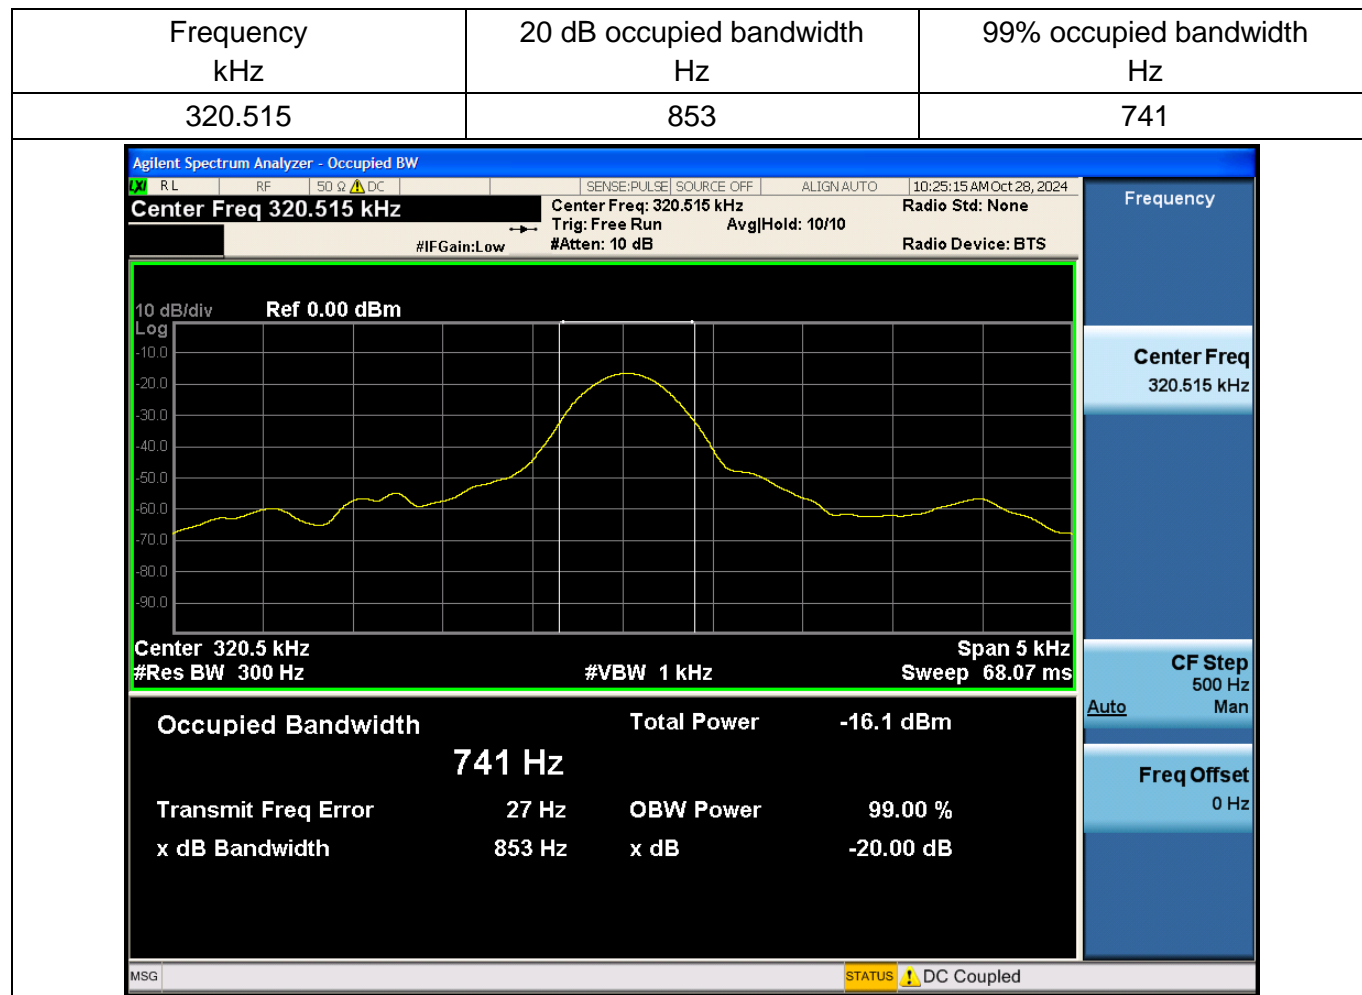 Frequency
kHz
20 dB occupied bandwidth
Hz
99% occupied bandwidth
Hz
320.515
853
741
Agilent Spectrum Analyzer - Occupied BW
LXI RL RF 50 Ω DC SENSE:PULSE SOURCE OFF ALIGN AUTO 10:25:15 AM Oct 28, 2024
Center Freq 320.515 kHz
Center Freq: 320.515 kHz
Radio Std: None
Trig: Free Run Avg|Hold: 10/10
#IFGain:Low
#Atten: 10 dB
Radio Device: BTS
10 dB/div Ref 0.00 dBm
Log
-10.0
-20.0
-30.0
-40.0
-50.0
-60.0
-70.0
-80.0
-90.0
Center 320.5 kHz Span 5 kHz
#Res BW 300 Hz #VBW 1 kHz Sweep 68.07 ms
Occupied Bandwidth Total Power -16.1 dBm
741 Hz
Transmit Freq Error 27 Hz OBW Power 99.00 %
x dB Bandwidth 853 Hz x dB -20.00 dB
Frequency
Center Freq
320.515 kHz
CF Step
500 Hz
Auto Man
Freq Offset
0 Hz
MSG STATUS DC Coupled